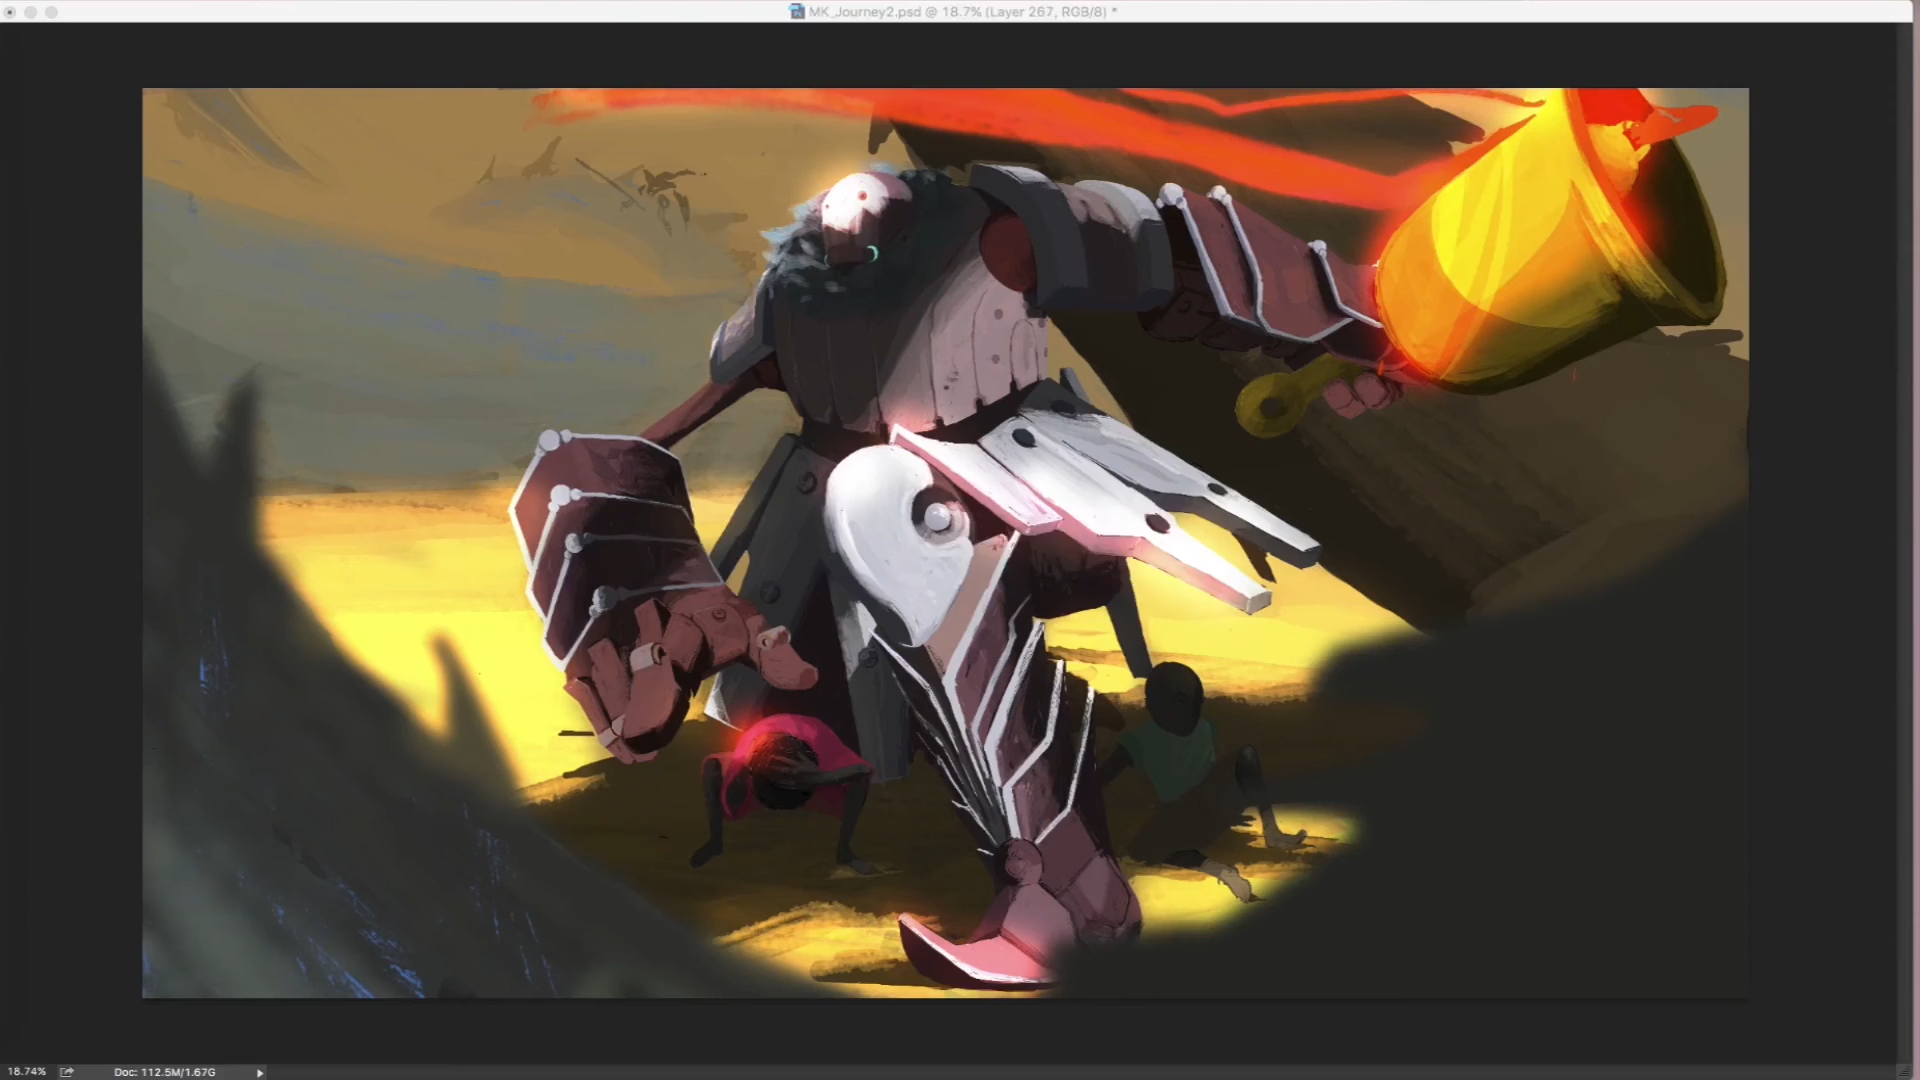 MK_Journey2.psd @ 18.7% (Layer 267, RGB/8) *
18.74%
Doc: 112.5M/1.67G